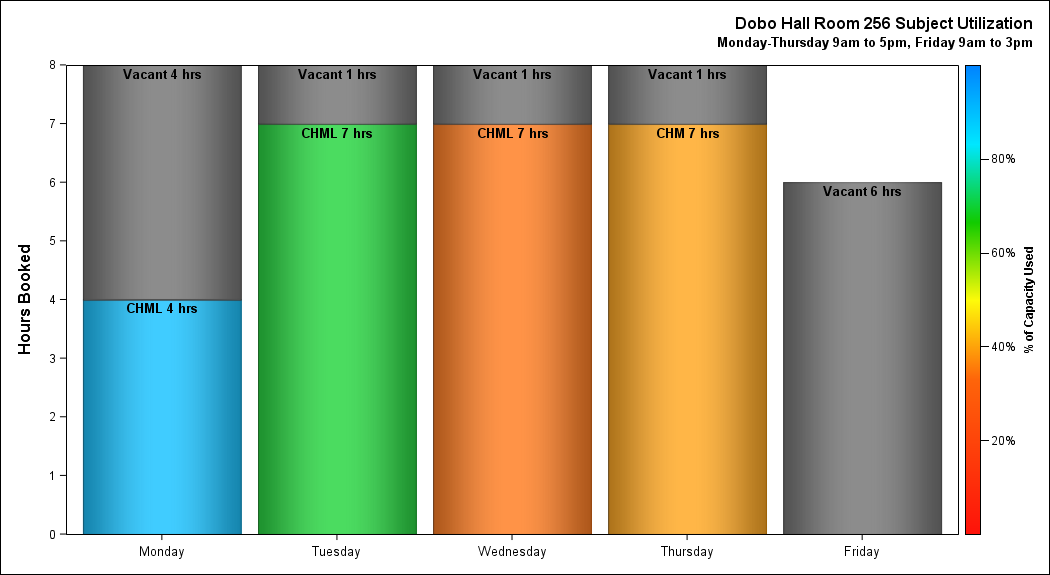 Dobo Hall Room 256 Subject Utilization
Monday-Thursday 9am to 5pm, Friday 9am to 3pm
Hours Booked
8
7
6
5
4
3
2
1
0
Vacant 4 hrs
CHML 4 hrs
Vacant 1 hrs
CHML 7 hrs
Vacant 1 hrs
CHML 7 hrs
Vacant 1 hrs
CHM 7 hrs
Vacant 6 hrs
Monday
Tuesday
Wednesday
Thursday
Friday
80%
60%
40%
20%
% of Capacity Used